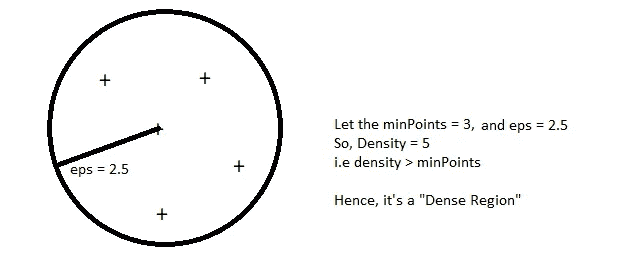 eps = 2.5
Let the minPoints = 3, and eps = 2.5
So, Density = 5
i.e density > minPoints
Hence, it's a "Dense Region"